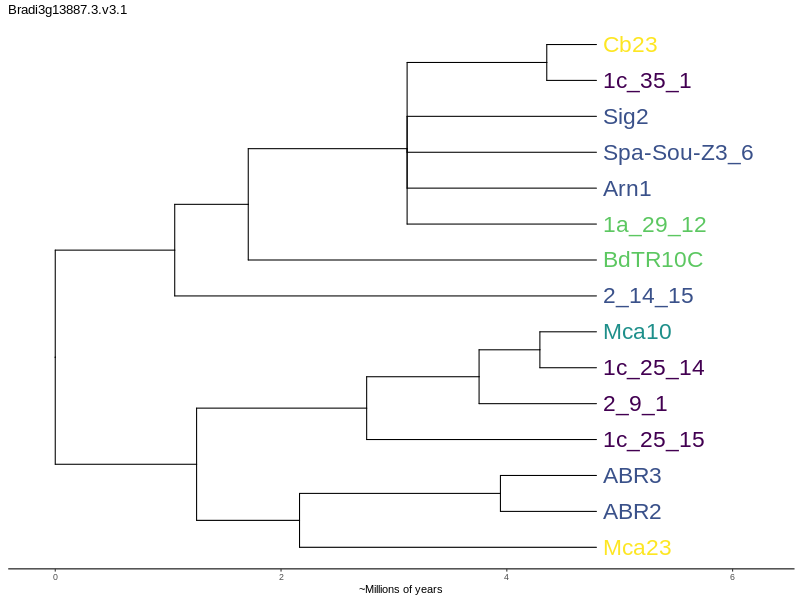 Bradi3g13887.3.v3.1
Cb23
1c_35_1
Sig2
Spa-Sou-Z3_6
Arn1
1a_29_12
BdTR10C
2_14_15
Mca10
1c_25_14
2_9_1
1c_25_15
ABR3
ABR2
Mca23
0 2 4 6
~Millions of years